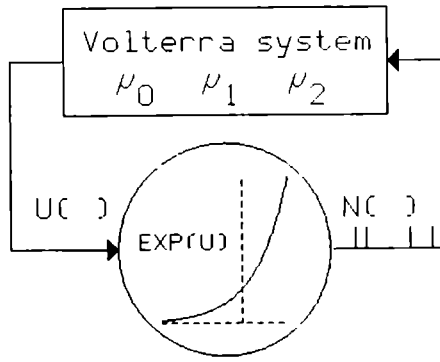 Volterra system
μ0 μ1 μ2
U( ) N( )
EXP(U)